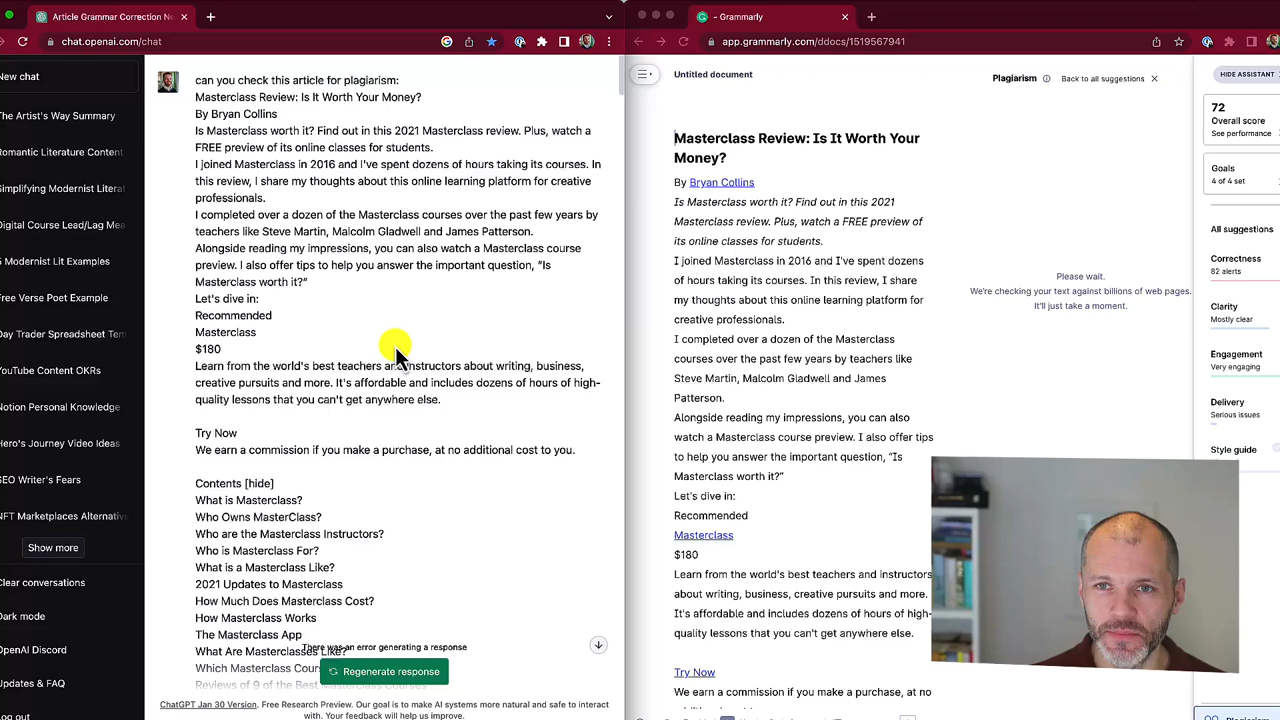 Article Grammar Correction Ne
chat.openai.com/chat
New chat
The Artist's Way Summary
Romantic Literature Content
Simplifying Modernist Literat
Digital Course Lead/Lag Mea
G Modernist Lit Examples
Free Verse Poet Example
Day Trader Spreadsheet Tem
YouTube Content OKRs
Notion Personal Knowledge
Hero's Journey Video Ideas
SEO Writer's Fears
NFT Marketplaces Alternativ
Show more
Clear conversations
Dark mode
OpenAI Discord
Updates & FAQ
Log out
can you check this article for plagiarism:
Masterclass Review: Is It Worth Your Money?
By Bryan Collins
Is Masterclass worth it? Find out in this 2021 Masterclass review. Plus, watch a
FREE preview of its online classes for students.
I joined Masterclass in 2016 and I've spent dozens of hours taking its courses. In
this review, I share my thoughts about this online learning platform for creative
professionals.
I completed over a dozen of the Masterclass courses over the past few years by
teachers like Steve Martin, Malcolm Gladwell and James Patterson.
Alongside reading my impressions, you can also watch a Masterclass course
preview. I also offer tips to help you answer the important question, “Is
Masterclass worth it?”
Let's dive in:
Recommended
Masterclass
$180
Learn from the world's best teachers and instructors about writing, business,
creative pursuits and more. It's affordable and includes dozens of hours of high-
quality lessons that you can't get anywhere else.
Try Now
We earn a commission if you make a purchase, at no additional cost to you.
Contents [hide]
What is Masterclass?
Who Owns MasterClass?
Who are the Masterclass Instructors?
Who is Masterclass For?
What is a Masterclass Like?
2021 Updates to Masterclass
How Much Does Masterclass Cost?
How Masterclass Works
The Masterclass App
There was an error generating a response
What Are Masterclasses Like?
Which Masterclass Cour
Regenerate response
Reviews of 9 of the Best Masterclass Courses
ChatGPT Jan 30 Version. Free Research Preview. Our goal is to make AI systems more natural and safe to interact
with. Your feedback will help us improve.
- Grammarly
app.grammarly.com/ddocs/1519567941
Untitled document
Plagiarism
Back to all suggestions
HIDE ASSISTANT
Masterclass Review: Is It Worth Your
Money?
By Bryan Collins
Is Masterclass worth it? Find out in this 2021
Masterclass review. Plus, watch a FREE preview of
its online classes for students.
I joined Masterclass in 2016 and I've spent dozens
of hours taking its courses. In this review, I share
my thoughts about this online learning platform for
creative professionals.
I completed over a dozen of the Masterclass
courses over the past few years by teachers like
Steve Martin, Malcolm Gladwell and James
Patterson.
Alongside reading my impressions, you can also
watch a Masterclass course preview. I also offer tips
to help you answer the important question, “Is
Masterclass worth it?”
Let's dive in:
Recommended
Masterclass
$180
Learn from the world's best teachers and instructors
about writing, business, creative pursuits and more.
It's affordable and includes dozens of hours of high-
quality lessons that you can't get anywhere else.
Try Now
We earn a commission if you make a purchase, at no
Please wait.
We're checking your text against billions of web pages.
It'll just take a moment.
72
Overall score
See performance
Goals
4 of 4 set
All suggestions
Correctness
82 alerts
Clarity
Mostly clear
Engagement
Very engaging
Delivery
Serious issues
Style guide